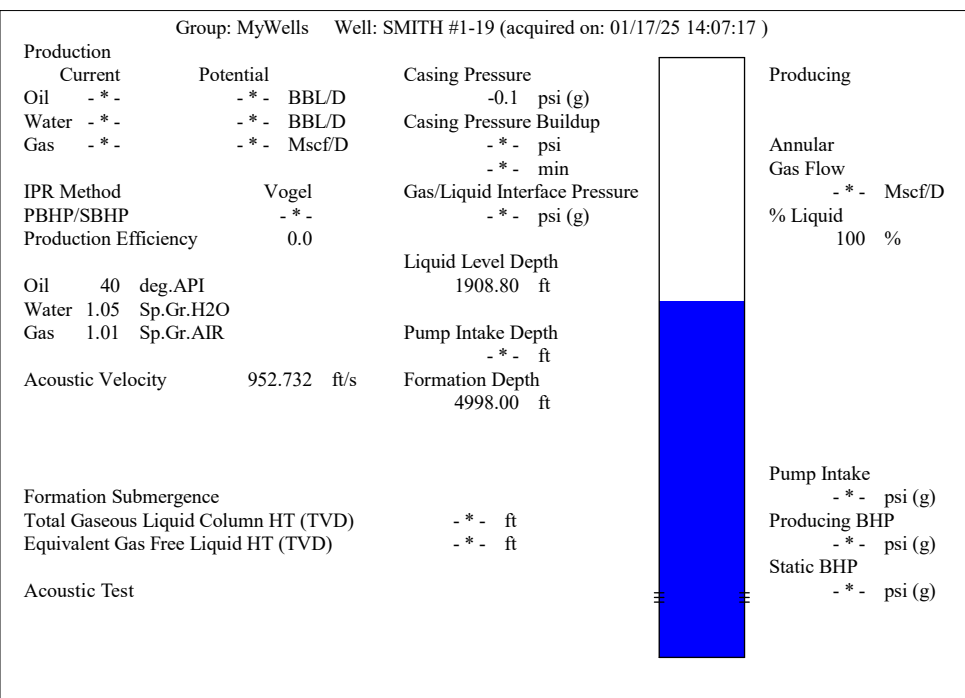 Group: MyWells Well: SMITH #1-19 (acquired on: 01/17/25 14:07:17 )
Production
Current Potential
Oil - * - - * - BBL/D
Water - * - - * - BBL/D
Gas - * - - * - Mscf/D
IPR Method Vogel
PBHP/SBHP - * -
Production Efficiency 0.0
Oil 40 deg.API
Water 1.05 Sp.Gr.H2O
Gas 1.01 Sp.Gr.AIR
Acoustic Velocity 952.732 ft/s
Formation Submergence
Total Gaseous Liquid Column HT (TVD) - * - ft
Equivalent Gas Free Liquid HT (TVD) - * - ft
Acoustic Test
Casing Pressure
-0.1 psi (g)
Casing Pressure Buildup
- * - psi
- * - min
Gas/Liquid Interface Pressure
- * - psi (g)
Liquid Level Depth
1908.80 ft
Pump Intake Depth
- * - ft
Formation Depth
4998.00 ft
Producing
Annular
Gas Flow
- * - Mscf/D
% Liquid
100 %
Pump Intake
- * - psi (g)
Producing BHP
- * - psi (g)
Static BHP
- * - psi (g)